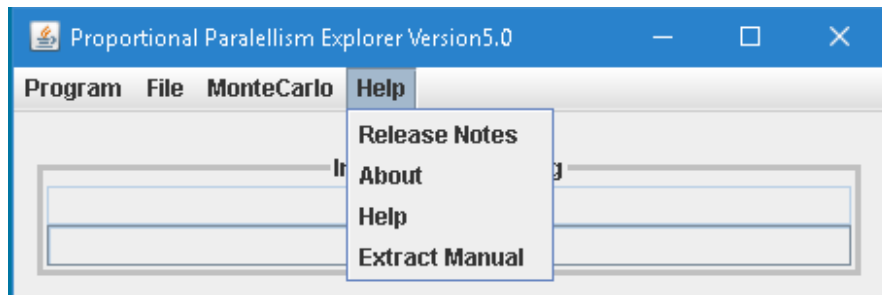 Proportional Paralellism Explorer Version5.0
Program File MonteCarlo Help
Release Notes
About
Help
Extract Manual